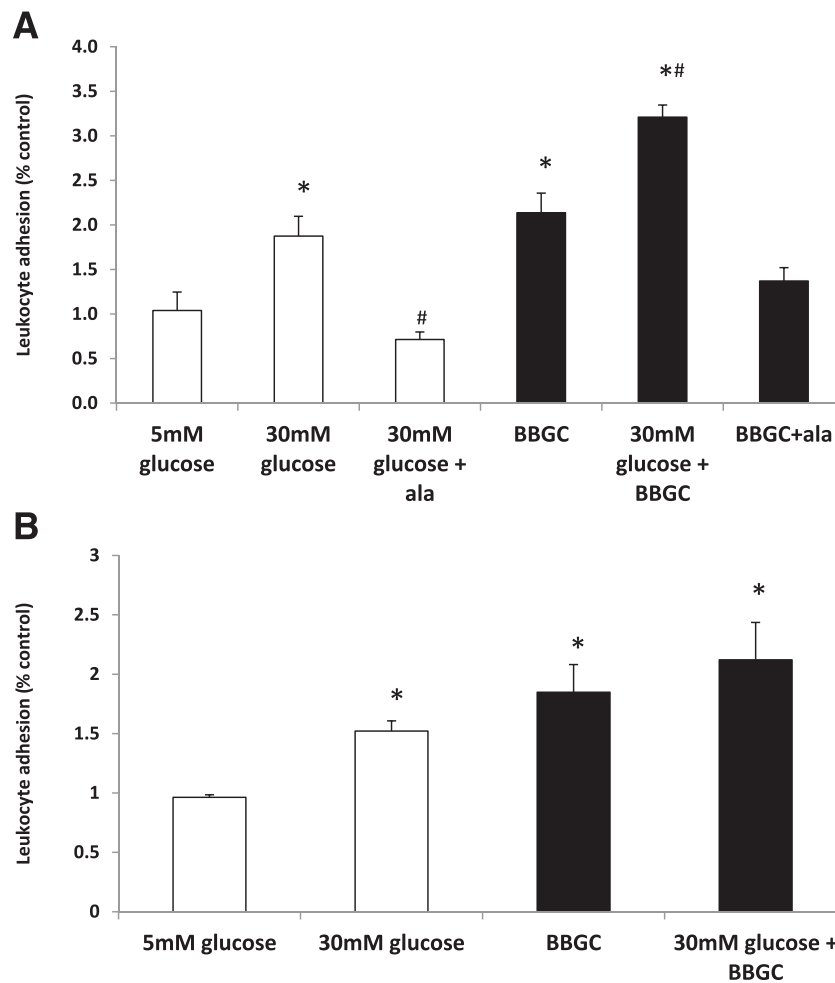 A
Leukocyte adhesion (% control)
4.0
3.5
3.0
2.5
2.0
1.5
1.0
0.5
0.0
*
#
*
*#
5mM
glucose
30mM
glucose
30mM
glucose +
ala
BBGC
30mM
glucose +
BBGC
BBGC+ala
B
Leukocyte adhesion (% control)
3
2.5
2
1.5
1
0.5
0
*
*
*
5mM glucose
30mM glucose
BBGC
30mM glucose +
BBGC